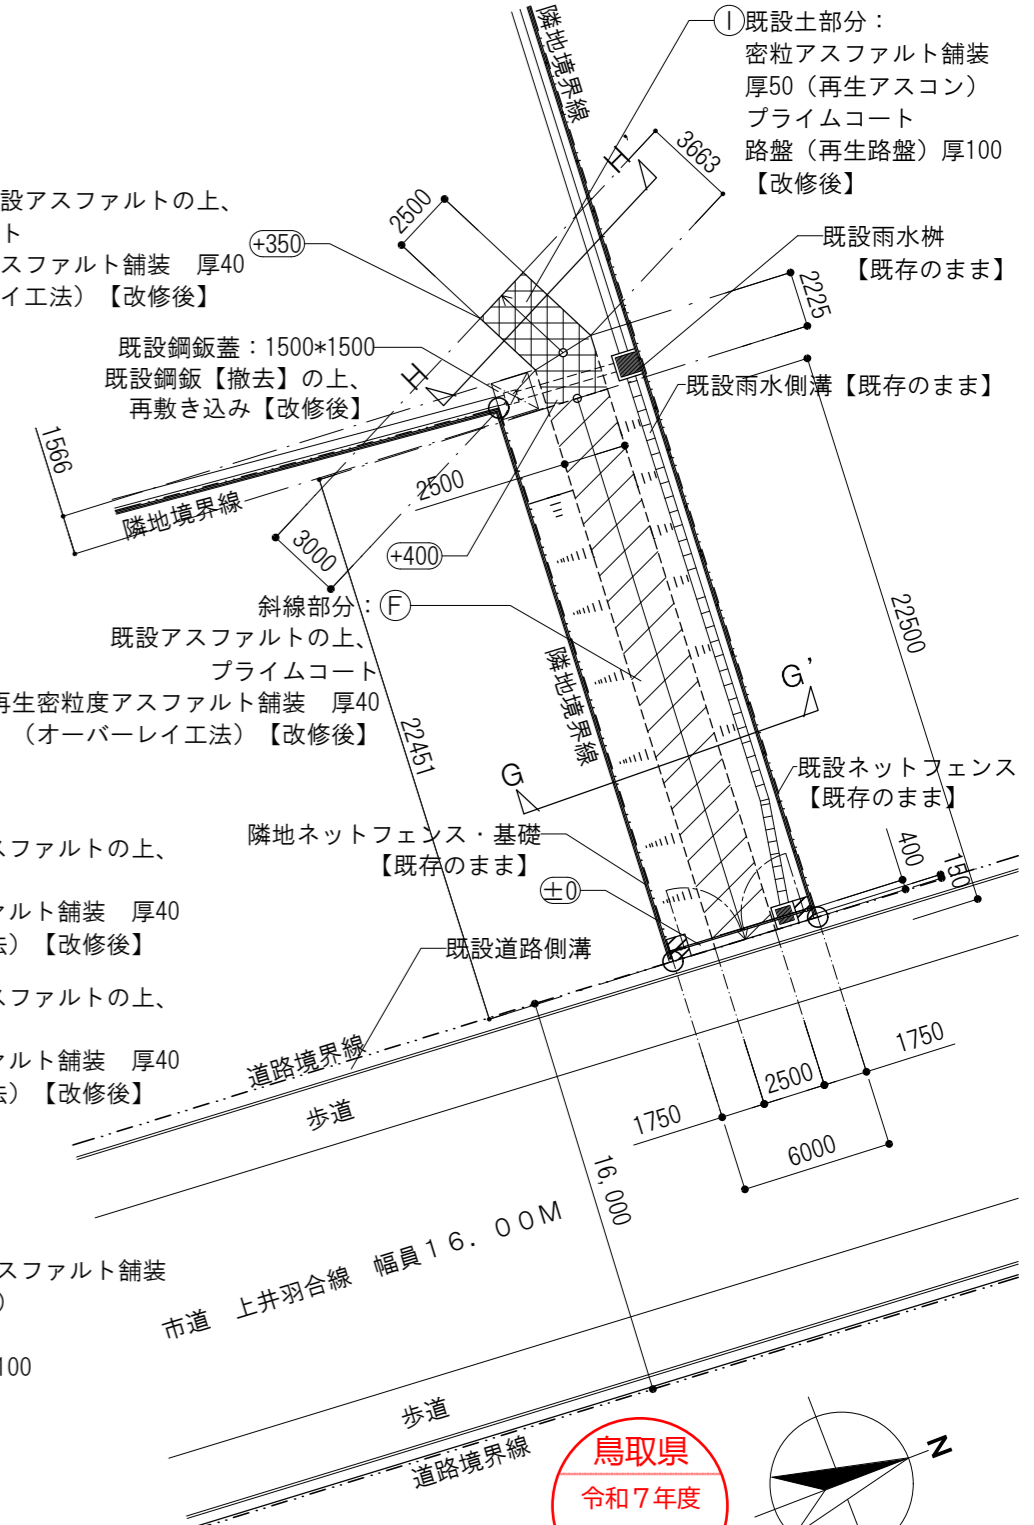 Ⓘ既設土部分：
密粒アスファルト舗装
厚50（再生アスコン）
プライムコート
路盤（再生路盤）厚100
【改修後】
隣地境界線
H'
3663
2500
設アスファルトの上、
ト
スファルト舗装　厚40
イ工法）【改修後】
+350
既設雨水桝
【既存のまま】
2225
既設鋼鈑蓋：1500*1500
既設鋼鈑【撤去】の上、
再敷き込み【改修後】
H
既設雨水側溝【既存のまま】
1566
隣地境界線
2500
3000
+400
斜線部分：Ⓕ
既設アスファルトの上、
プライムコート
再生密粒度アスファルト舗装　厚40
（オーバーレイ工法）【改修後】
22500
隣地境界線
G'
22451
G
既設ネットフェンス
【既存のまま】
隣地ネットフェンス・基礎
【既存のまま】
400
150
±0
スファルトの上、
ァルト舗装　厚40
法）【改修後】
既設道路側溝
スファルトの上、
ァルト舗装　厚40
法）【改修後】
道路境界線
歩道
1750
2500
1750
6000
16,000
市道　上井羽合線　幅員１６．００Ｍ
スファルト舗装
）
100
歩道
道路境界線
N
鳥取県
令和７年度